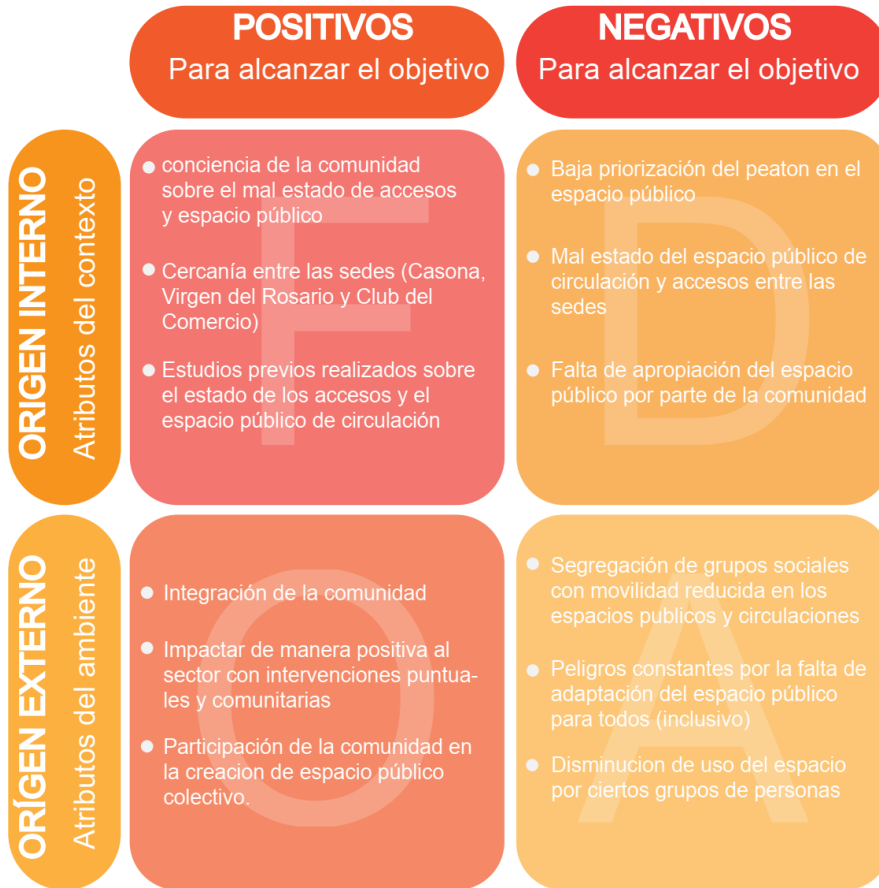 POSITIVOS
Para alcanzar el objetivo
NEGATIVOS
Para alcanzar el objetivo
ORIGEN INTERNO
Atributos del contexto
F
conciencia de la comunidad
sobre el mal estado de accesos
y espacio público
Cercanía entre las sedes (Casona,
Virgen del Rosario y Club del
Comercio)
Estudios previos realizados sobre
el estado de los accesos y el
espacio público de circulación
D
Baja priorización del peaton en el
espacio público
Mal estado del espacio público de
circulación y accesos entre las
sedes
Falta de apropiación del espacio
público por parte de la comunidad
ORÍGEN EXTERNO
Atributos del ambiente
O
Integración de la comunidad
Impactar de manera positiva al
sector con intervenciones puntua-
les y comunitarias
Participación de la comunidad en
la creacion de espacio público
colectivo.
A
Segregación de grupos sociales
con movilidad reducida en los
espacios publicos y circulaciones
Peligros constantes por la falta de
adaptación del espacio público
para todos (inclusivo)
Disminucion de uso del espacio
por ciertos grupos de personas